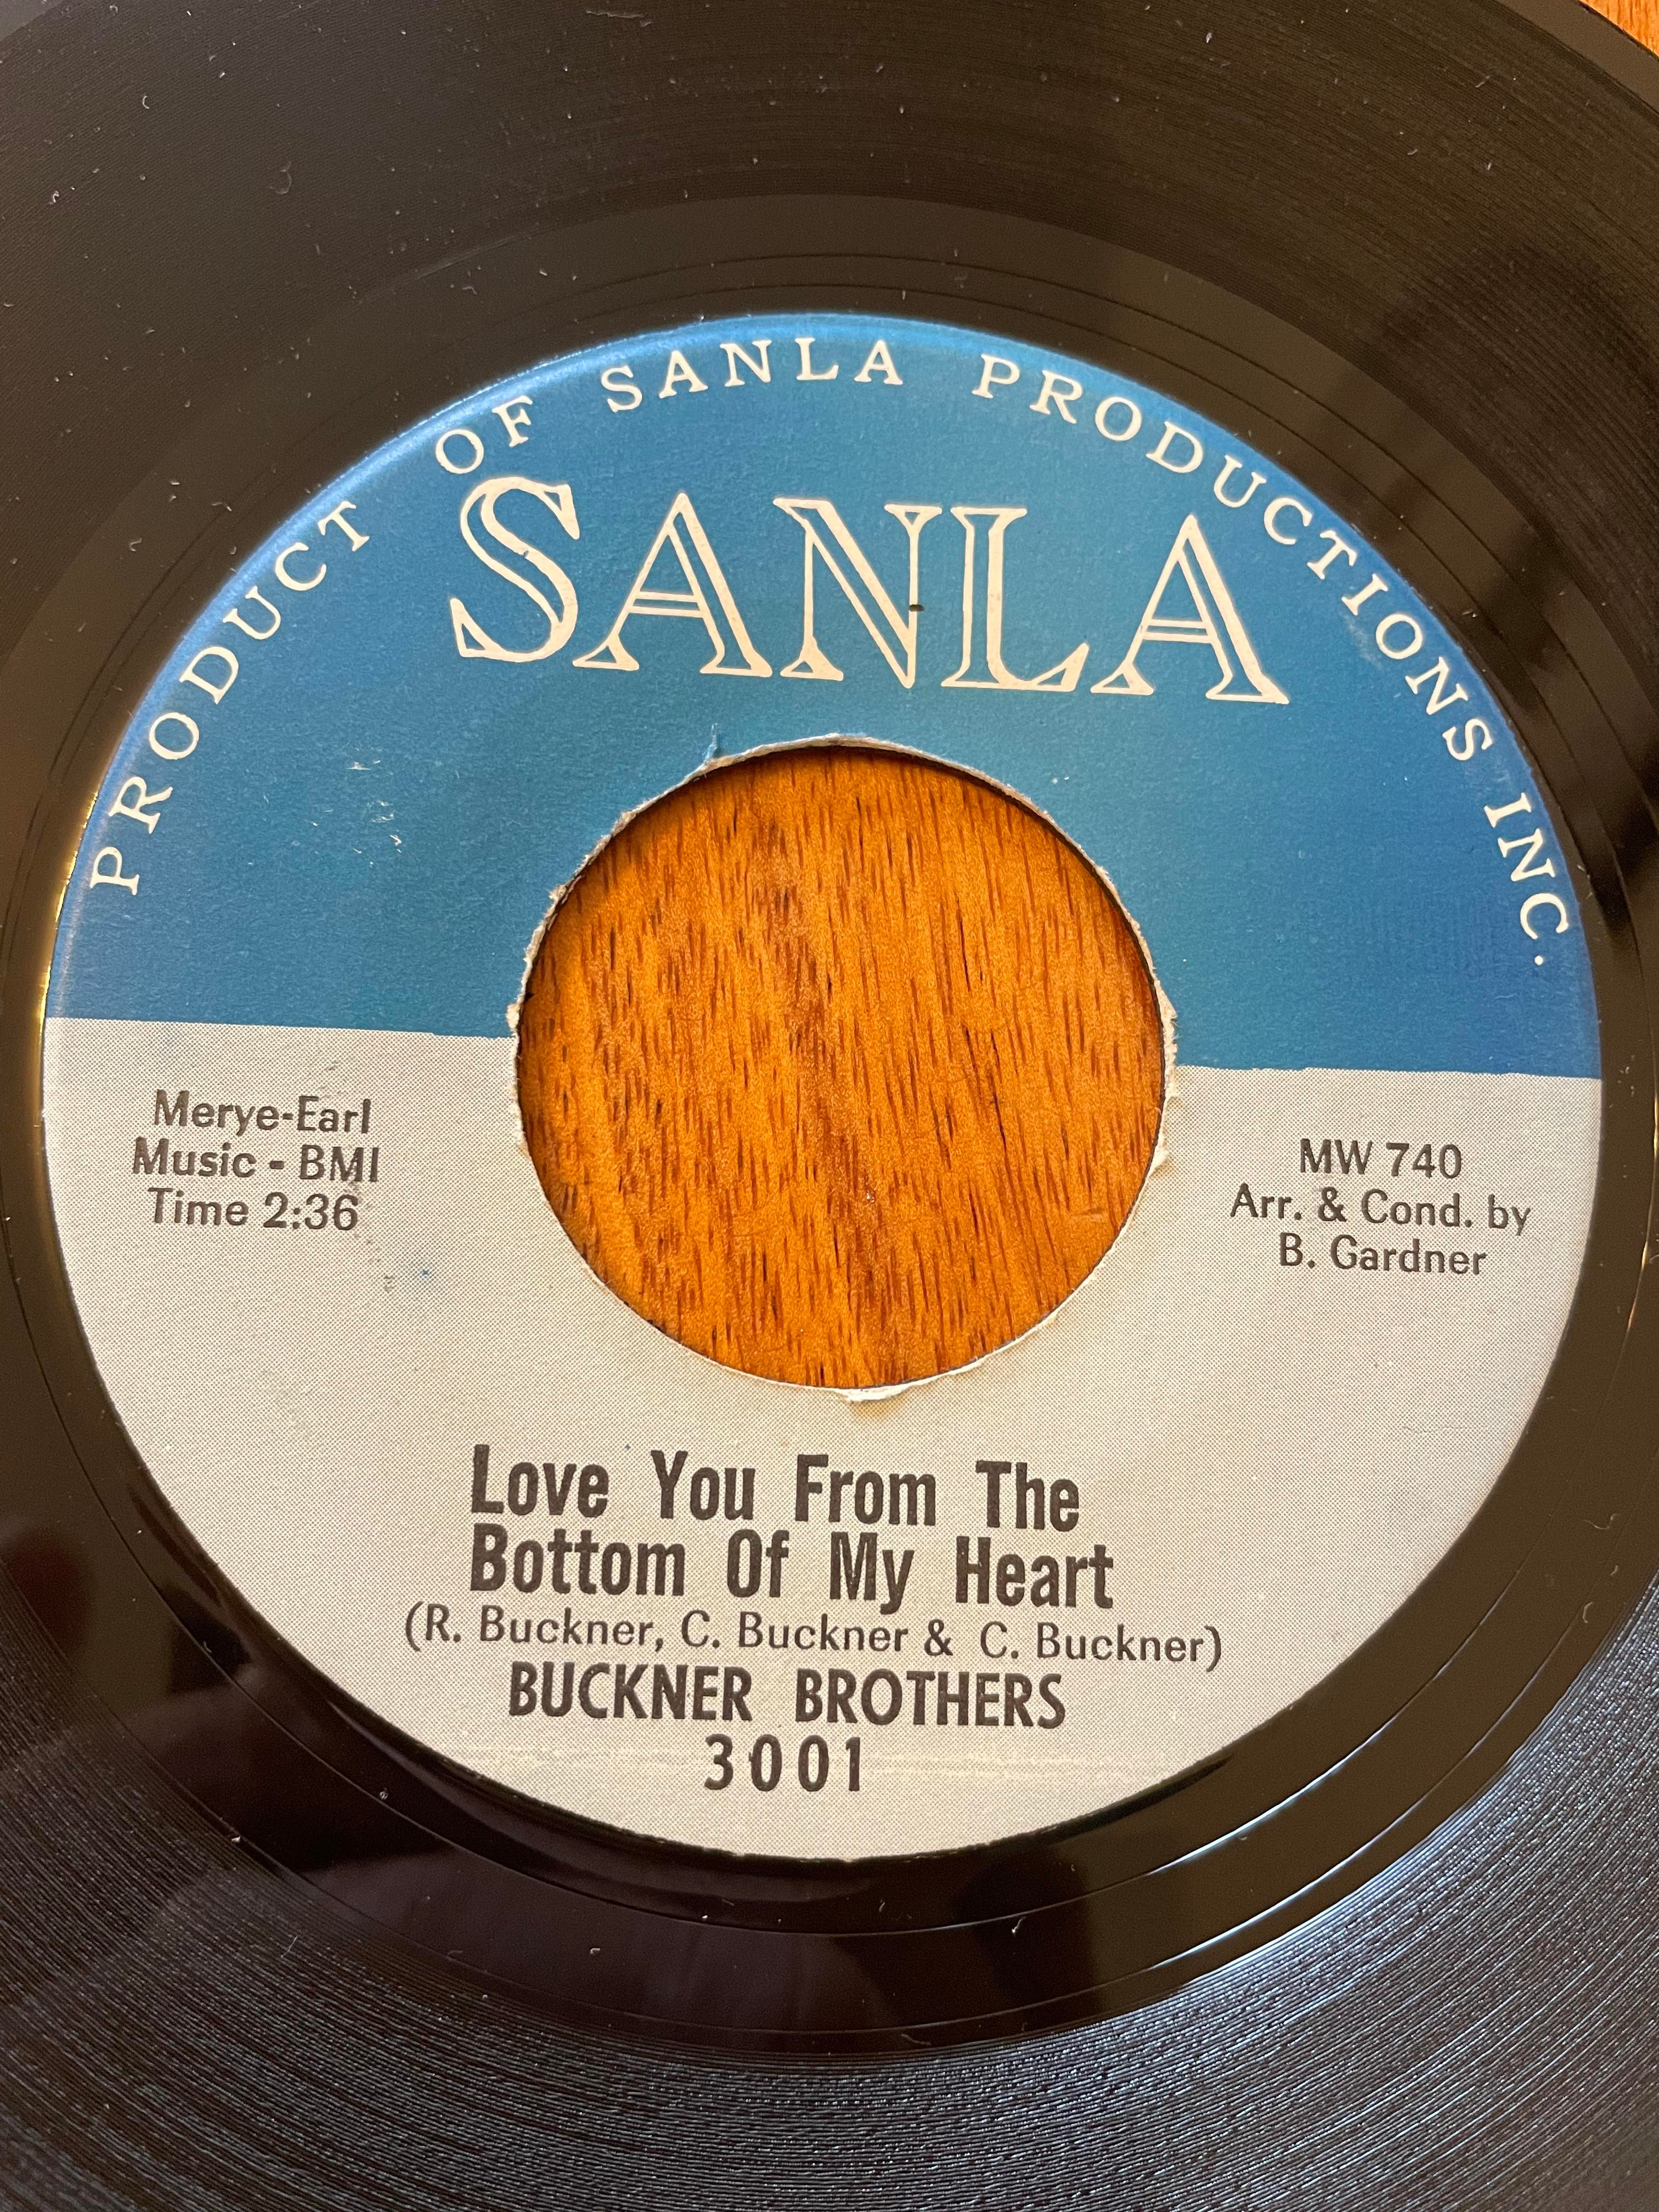 PRODUCT OF SANLA PRODUCTIONS INC.
SANLA
Merye-Earl
Music - BMI
Time 2:36
MW 740
Arr. & Cond. by
B. Gardner
Love You From The
Bottom Of My Heart
(R. Buckner, C. Buckner & C. Buckner)
BUCKNER BROTHERS
3001